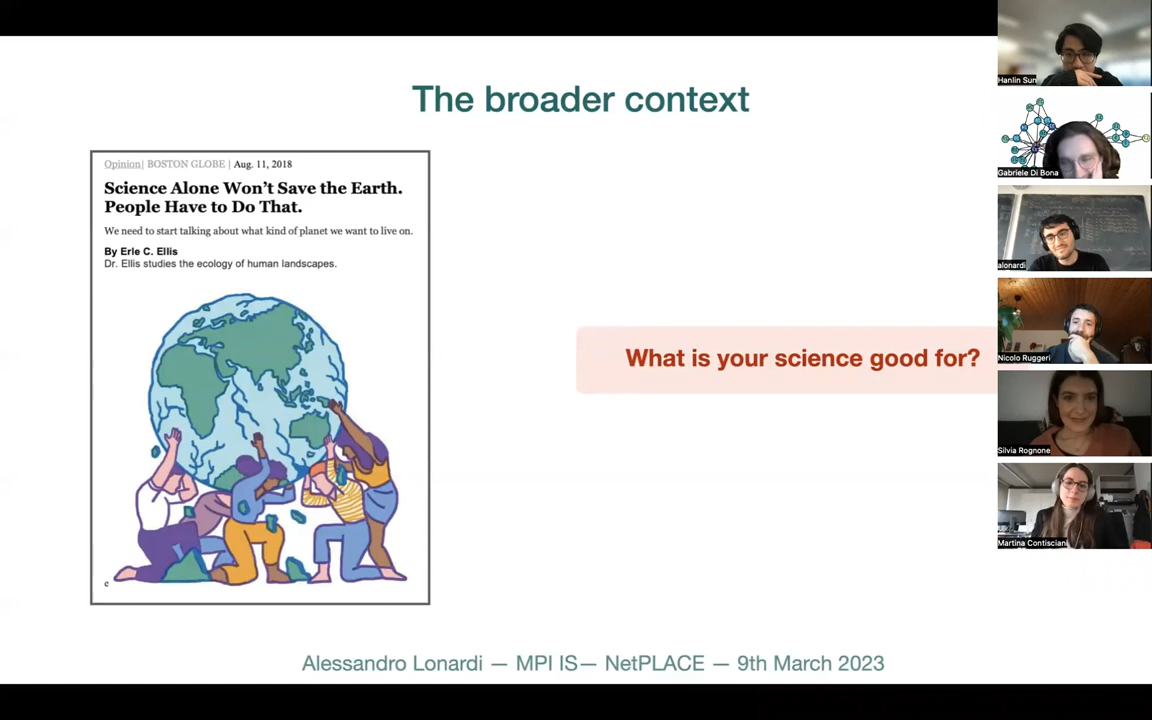 The broader context
Opinion| BOSTON GLOBE | Aug. 11, 2018
Science Alone Won't Save the Earth.
People Have to Do That.
We need to start talking about what kind of planet we want to live on.
By Erle C. Ellis
Dr. Ellis studies the ecology of human landscapes.
c
What is your science good for?
Alessandro Lonardi — MPI IS— NetPLACE — 9th March 2023
Hanlin Sun
Gabriele Di Bona
alonardi
Nicolo Ruggeri
Silvia Rognone
Martina Contisciani